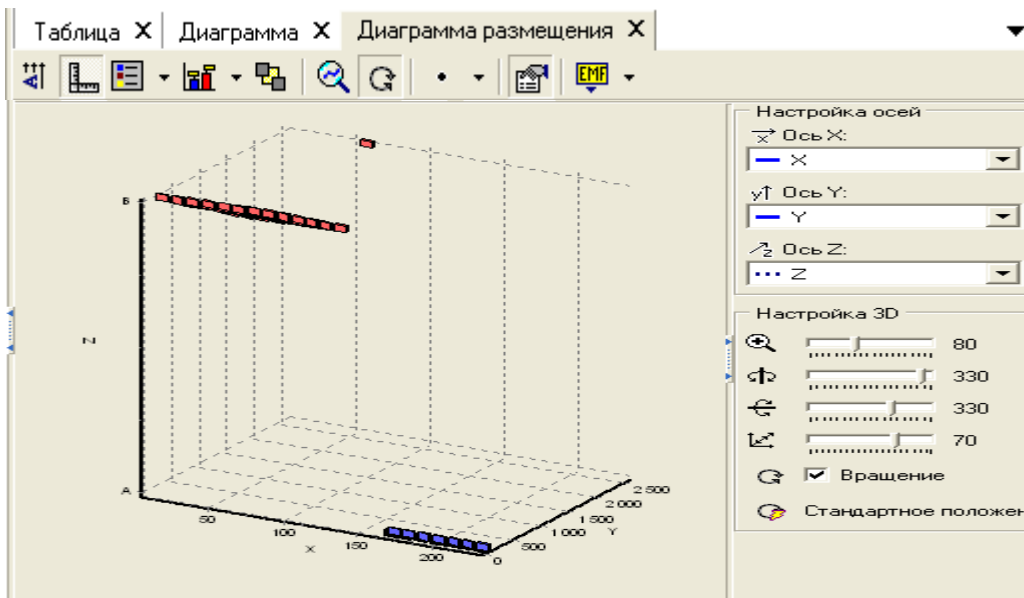 Таблица X Диаграмма X Диаграмма размещения X
EMF
Настройка осей
x Ось X:
X
y Ось Y:
Y
z Ось Z:
Z
Настройка 3D
80
330
330
70
Вращение
Стандартное положен
B
Z
A
50
100
150
200
X
0
500
1 000
1 500
2 000
2 500
Y